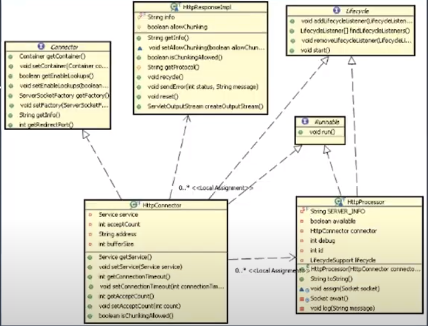 Connector
Container getContainer()
void setContainer(Container co...
boolean getEnableLookups()
void setEnableLookups(boolean...
ServerSocketFactory getFactory()
void setFactory(ServerSocketF...
String getInfo()
int getRedirectPort()
HttpResponseImpl
String info
boolean allowChunking
String getInfo()
void setAllowChunking(boolean allowChun...
boolean isChunkingAllowed()
String getProtocol()
void recycle()
void sendError(int status, String message)
void reset()
ServletOutputStream createOutputStream()
Lifecycle
void addLifecycleListener(LifecycleListen...
LifecycleListener[] findLifecycleListeners()
void removeLifecycleListener(LifecycleLi...
void start()
Runnable
void run()
0..* <<Local Assignment>>
HttpConnector
Service service
int acceptCount
String address
int bufferSize
Service getService()
void setService(Service service)
int getConnectionTimeout()
void setConnectionTimeout(int connectionTim...
int getAcceptCount()
void setAcceptCount(int count)
boolean isChunkingAllowed()
0..* <<Local Assignm
HttpProcessor
String SERVER_INFO
boolean available
HttpConnector connector
int debug
int id
LifecycleSupport lifecycle
HttpProcessor(HttpConnector connecto...
String toString()
void assign(Socket socket)
Socket await()
void log(String message)